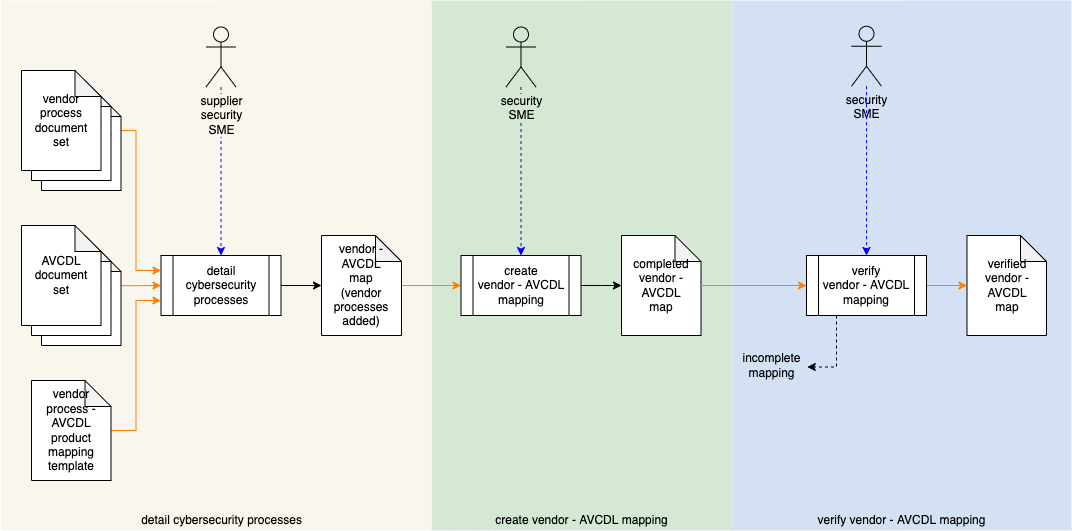 supplier
security
SME
security
SME
security
SME
vendor
process
document
set
AVCDL
document
set
vendor
process -
AVCDL
product
mapping
template
detail
cybersecurity
processes
vendor -
AVCDL
map
(vendor
processes
added)
create
vendor - AVCDL
mapping
completed
vendor -
AVCDL
map
verify
vendor - AVCDL
mapping
verified
vendor -
AVCDL
map
incomplete
mapping
detail cybersecurity processes
create vendor - AVCDL mapping
verify vendor - AVCDL mapping